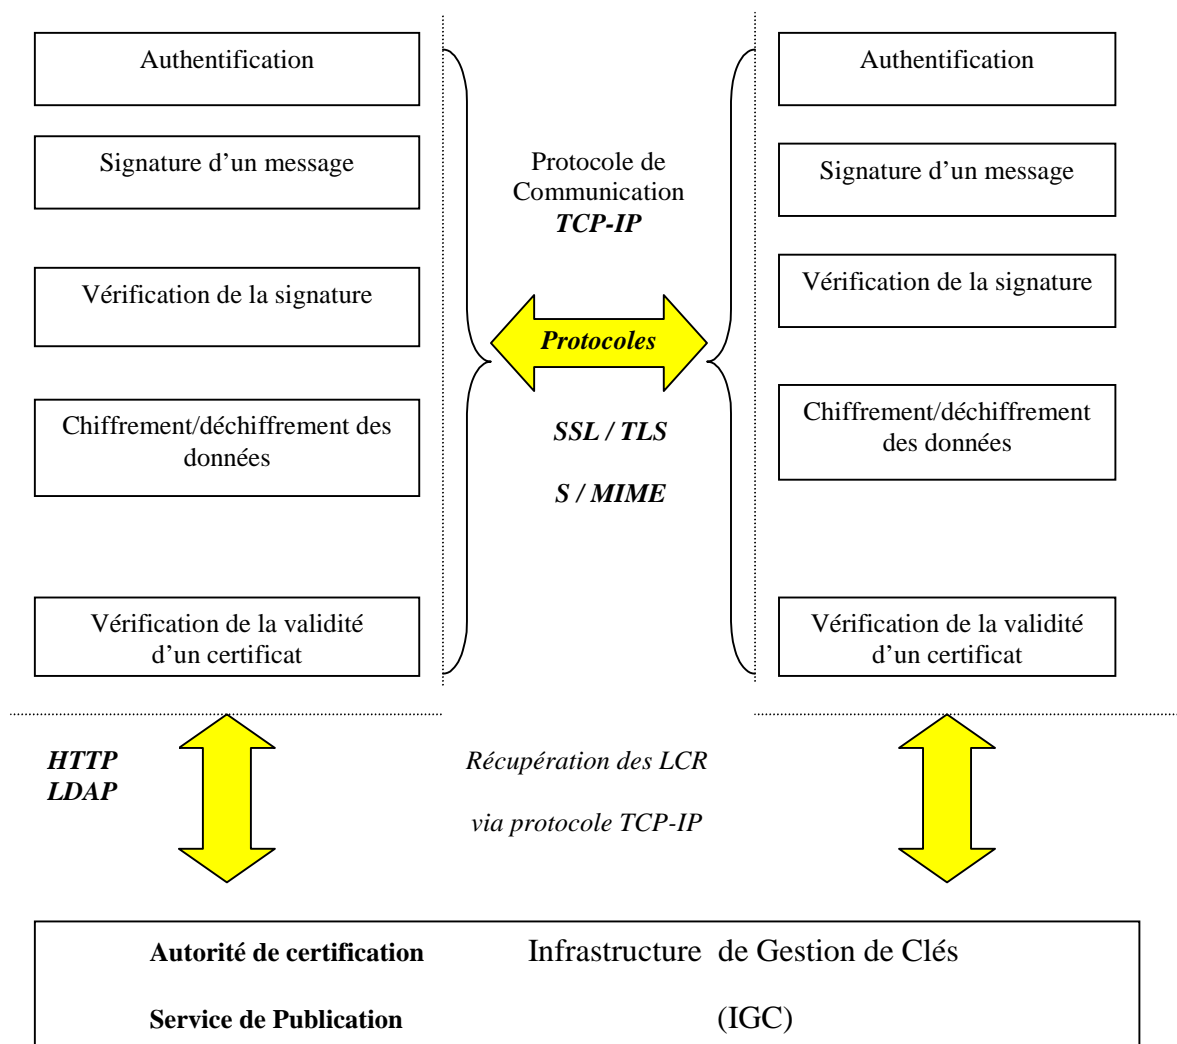 Authentification
Signature d'un message
Vérification de la signature
Chiffrement/déchiffrement des
données
Vérification de la validité
d'un certificat
Protocole de
Communication
TCP-IP
Protocoles
SSL / TLS
S / MIME
Authentification
Signature d'un message
Vérification de la signature
Chiffrement/déchiffrement
des données
Vérification de la validité
d'un certificat
HTTP
LDAP
Récupération des LCR
via protocole TCP-IP
Autorité de certification Infrastructure de Gestion de Clés
Service de Publication (IGC)